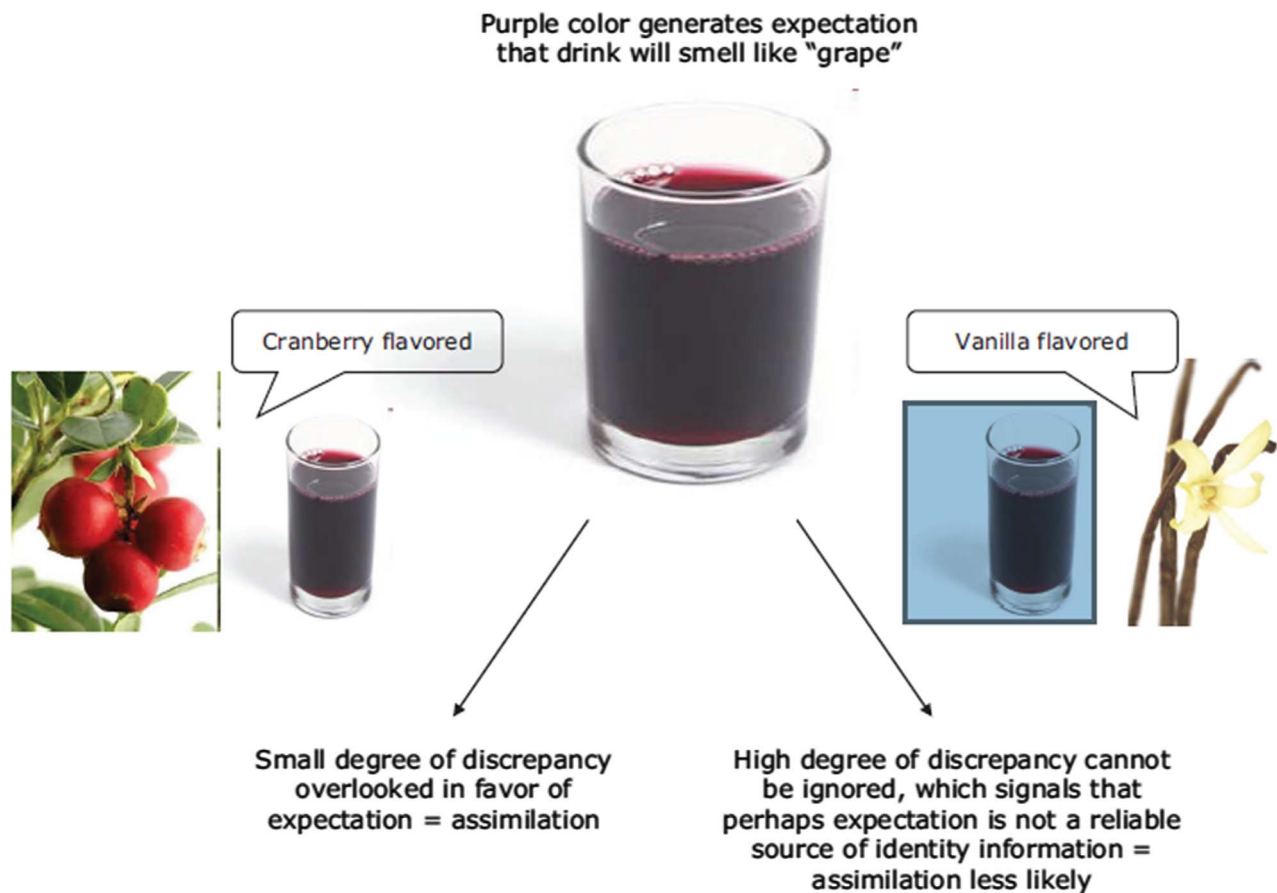 Purple color generates expectation
that drink will smell like “grape”
Cranberry flavored
Vanilla flavored
Small degree of discrepancy
overlooked in favor of
expectation = assimilation
High degree of discrepancy cannot
be ignored, which signals that
perhaps expectation is not a reliable
source of identity information =
assimilation less likely